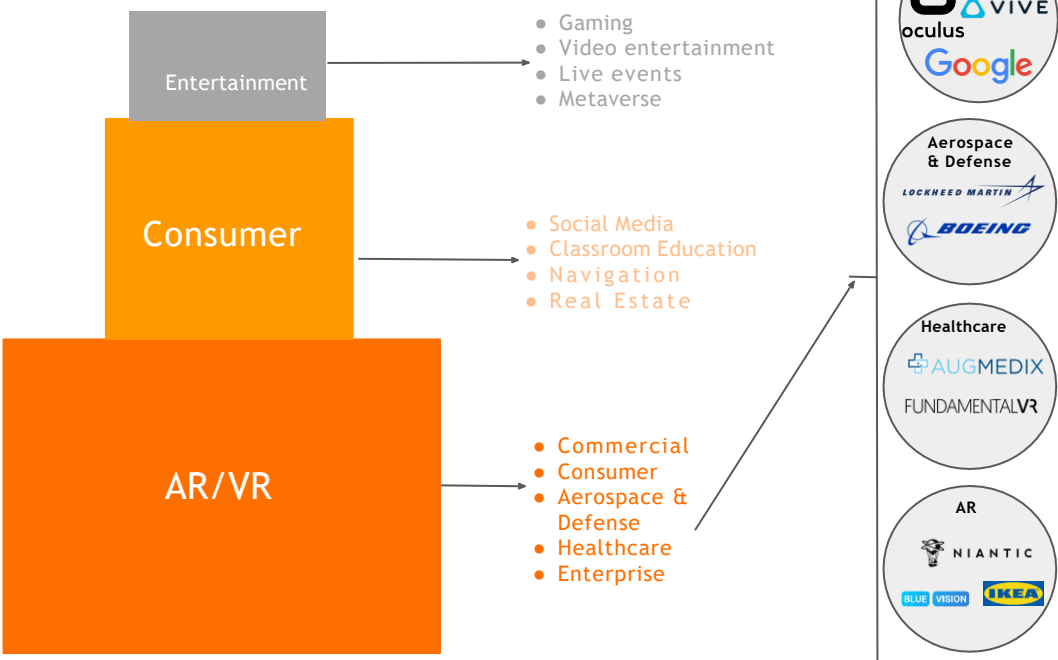 Entertainment
● Gaming
● Video entertainment
● Live events
● Metaverse
Consumer
● Social Media
● Classroom Education
● Navigation
● Real Estate
AR/VR
● Commercial
● Consumer
● Aerospace &
Defense
● Healthcare
● Enterprise
VIVE
oculus
Google
Aerospace
& Defense
LOCKHEED MARTIN
BOEING
Healthcare
AUGMEDIX
FUNDAMENTALVR
AR
NIANTIC
BLUE VISION
IKEA